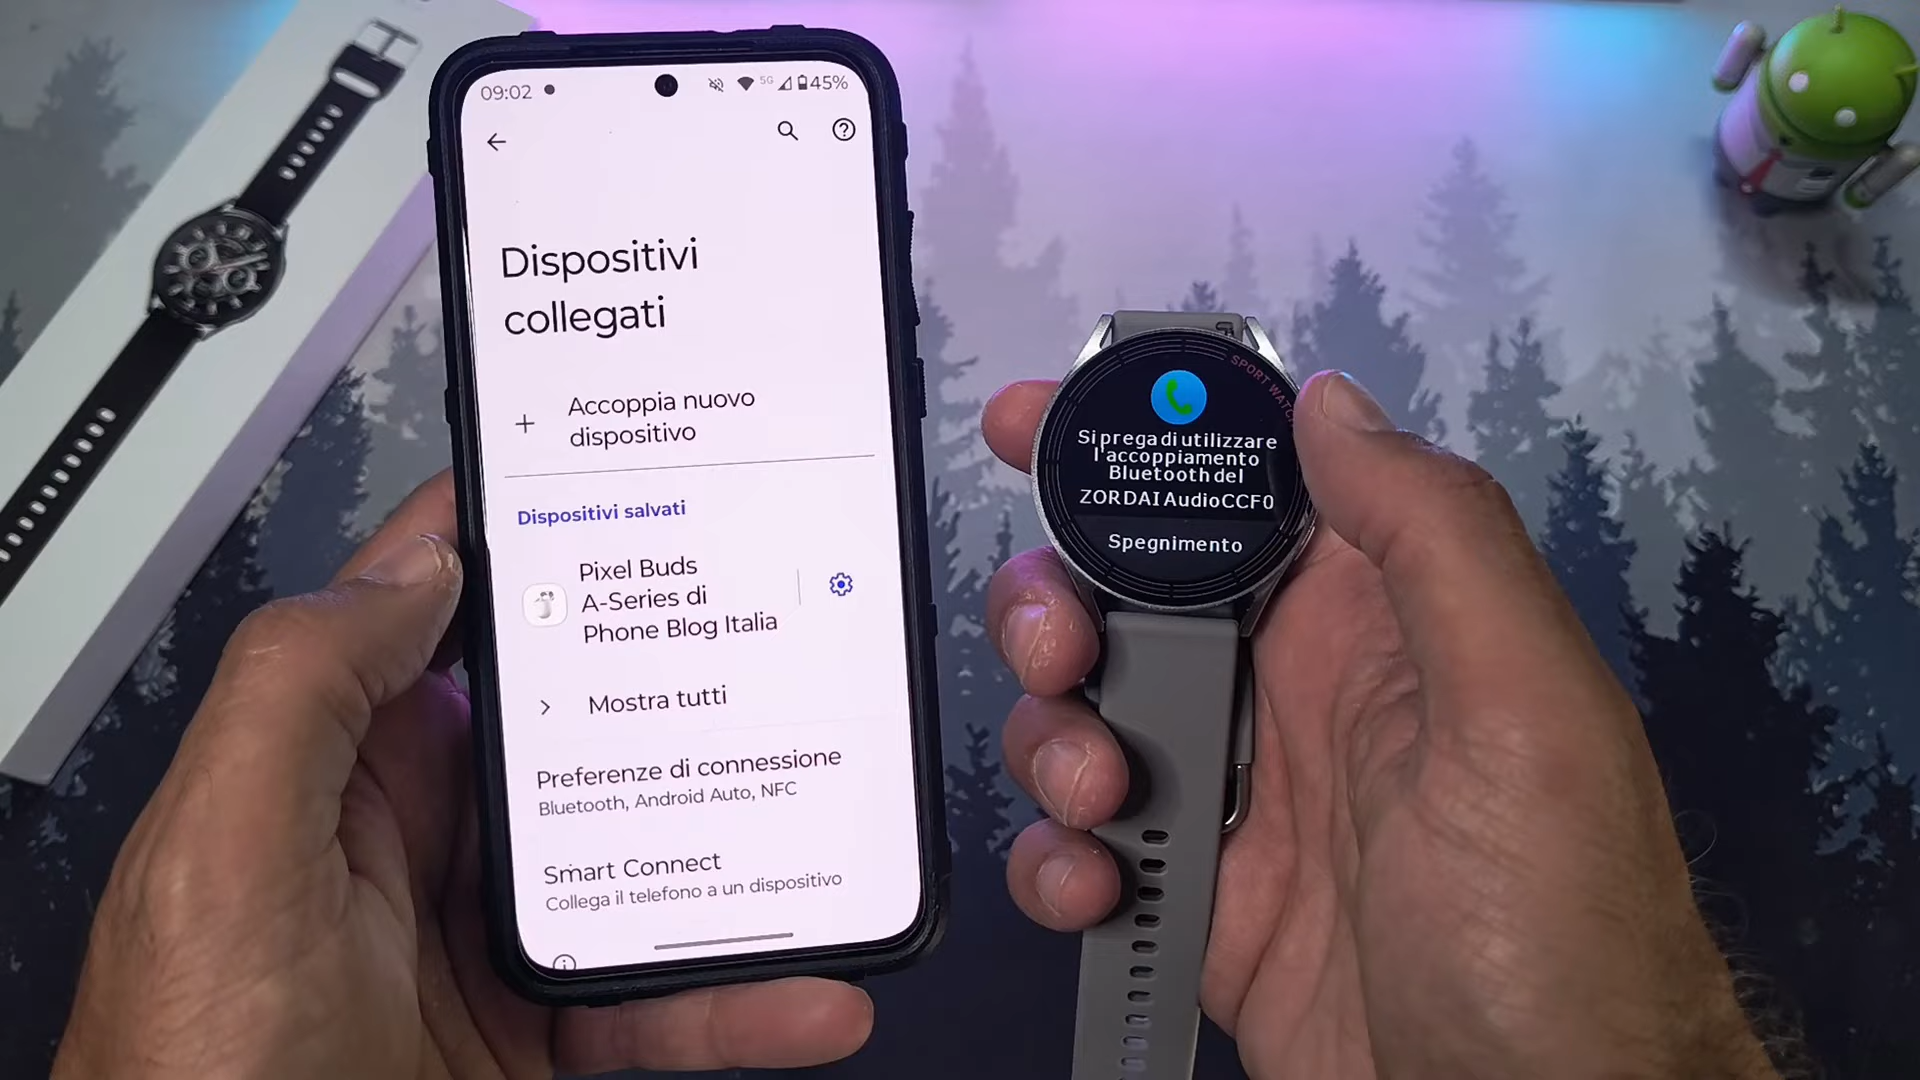 09:02
5G
45%
Dispositivi
collegati
Accoppia nuovo
dispositivo
Dispositivi salvati
Pixel Buds
A-Series di
Phone Blog Italia
Mostra tutti
Preferenze di connessione
Bluetooth, Android Auto, NFC
Smart Connect
Collega il telefono a un dispositivo
SPORT WATCH
Si prega di utilizzare
l'accoppiamento
Bluetooth del
ZORDAI AudioCCF0
Spegnimento